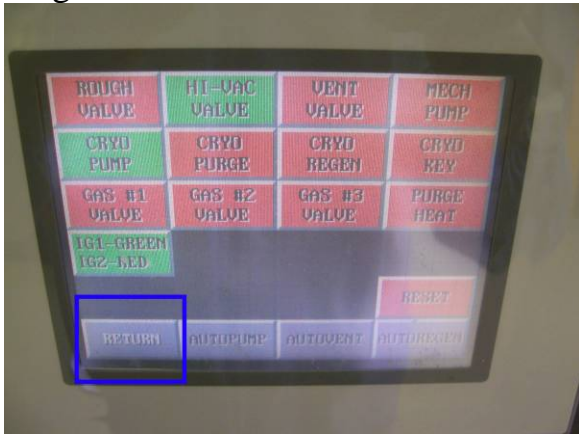 ROUGH VALVE
HI-VAC VALVE
VENT VALVE
MECH PUMP
CRYO PUMP
CRYO PURGE
CRYO REGEN
CRYO KEY
GAS #1 VALVE
GAS #2 VALVE
GAS #3 VALVE
PURGE HEAT
IG1-GREEN
IG2-RED
RESET
RETURN
AUTOPUMP
AUTOVENT
AUTOREGEN